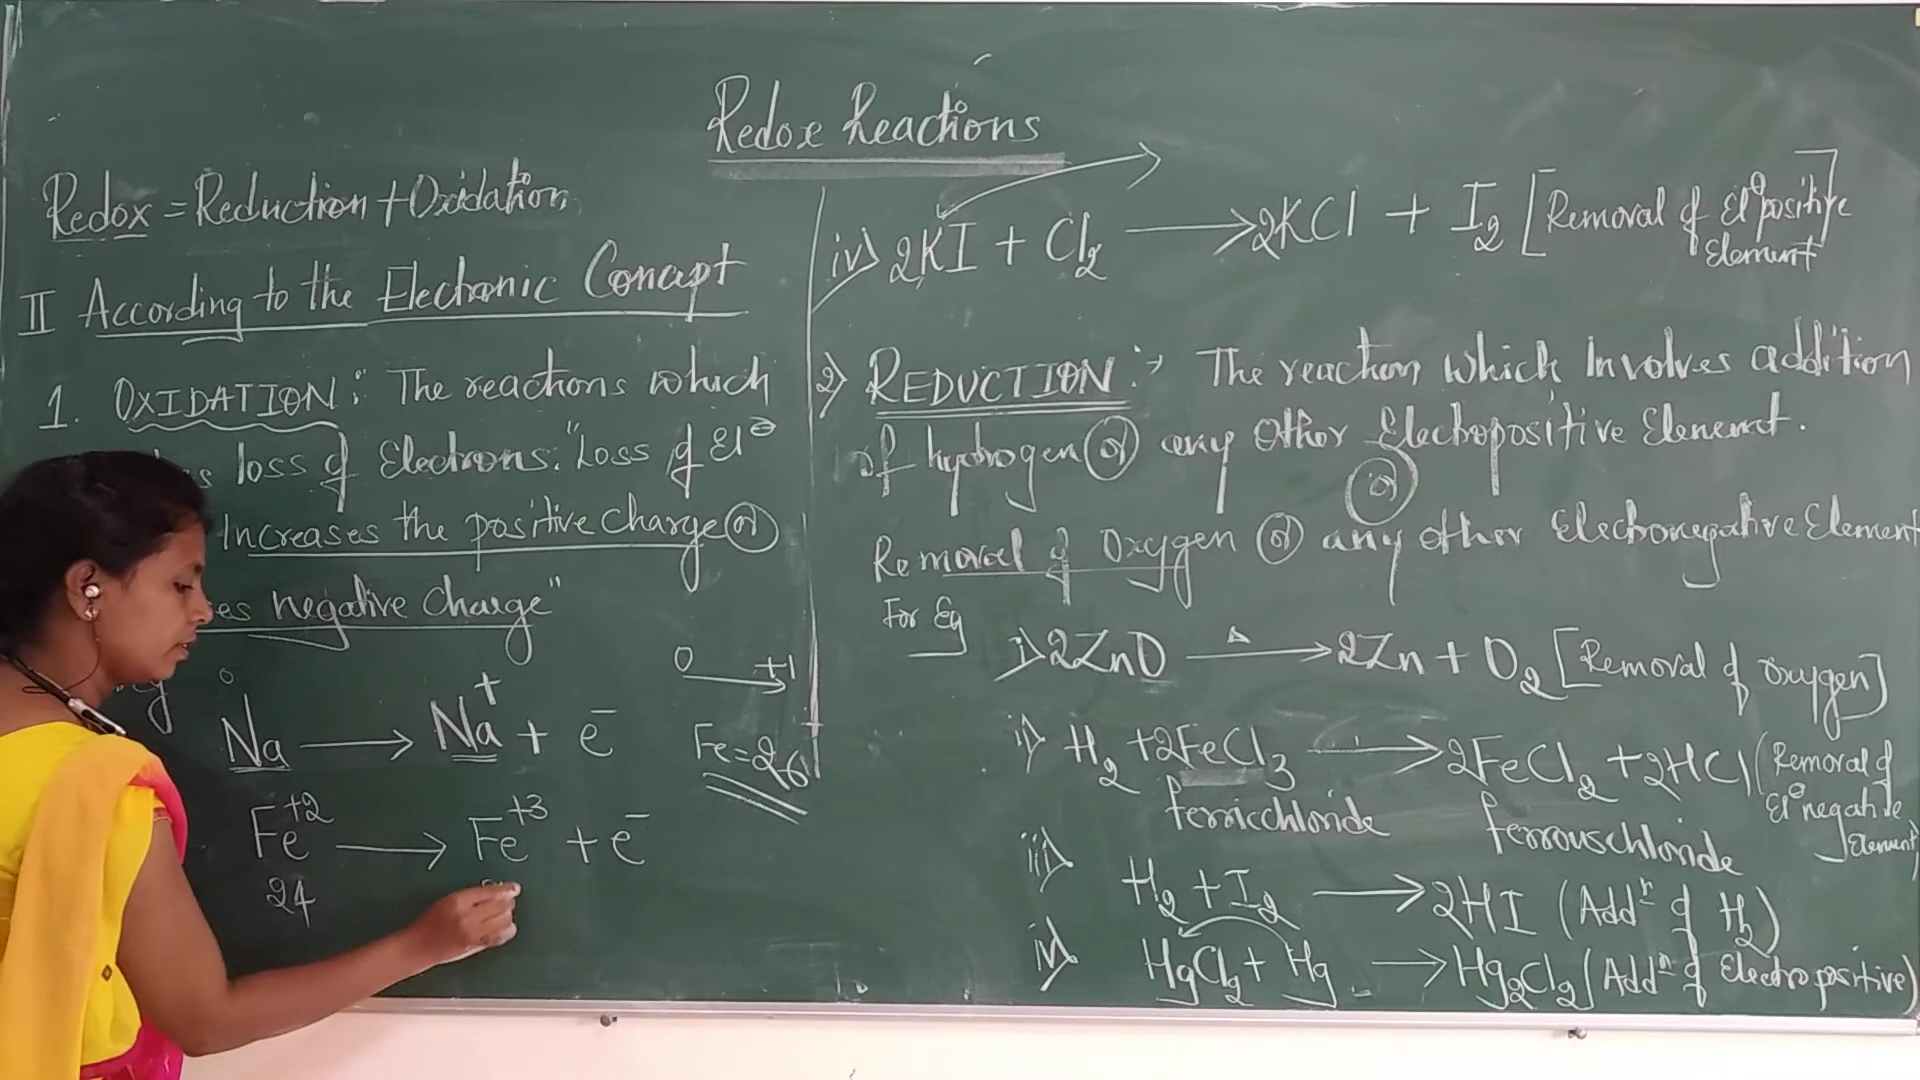 Redox Reactions
Redox = Reduction + Oxidation
II According to the Electronic Concept
1. OXIDATION : The reactions which
loss of Electrons. "Loss of El⊖
Increases the positive charge or
negative charge"
0 +1
Na → Na⁺ + e⁻
Fe = 26
Fe⁺² → Fe⁺³ + e⁻
24
iv) 2KI + Cl₂ → 2KCl + I₂ [Removal of El⊖positive
Element]
2) REDUCTION : The reaction which involves addition
of hydrogen or any other Electropositive Element.
or
Removal of Oxygen or any other Electronegative Element
For Eg
i) 2ZnO →Δ 2Zn + O₂ [Removal of oxygen]
ii) H₂ + 2FeCl₃ → 2FeCl₂ + 2HCl (Removal of
El⊖negative
Element)
ferricchloride ferrouschloride
iii) H₂ + I₂ → 2HI (Addⁿ of H₂)
iv) HgCl₂ + Hg → Hg₂Cl₂ (Addⁿ of Electropositive)